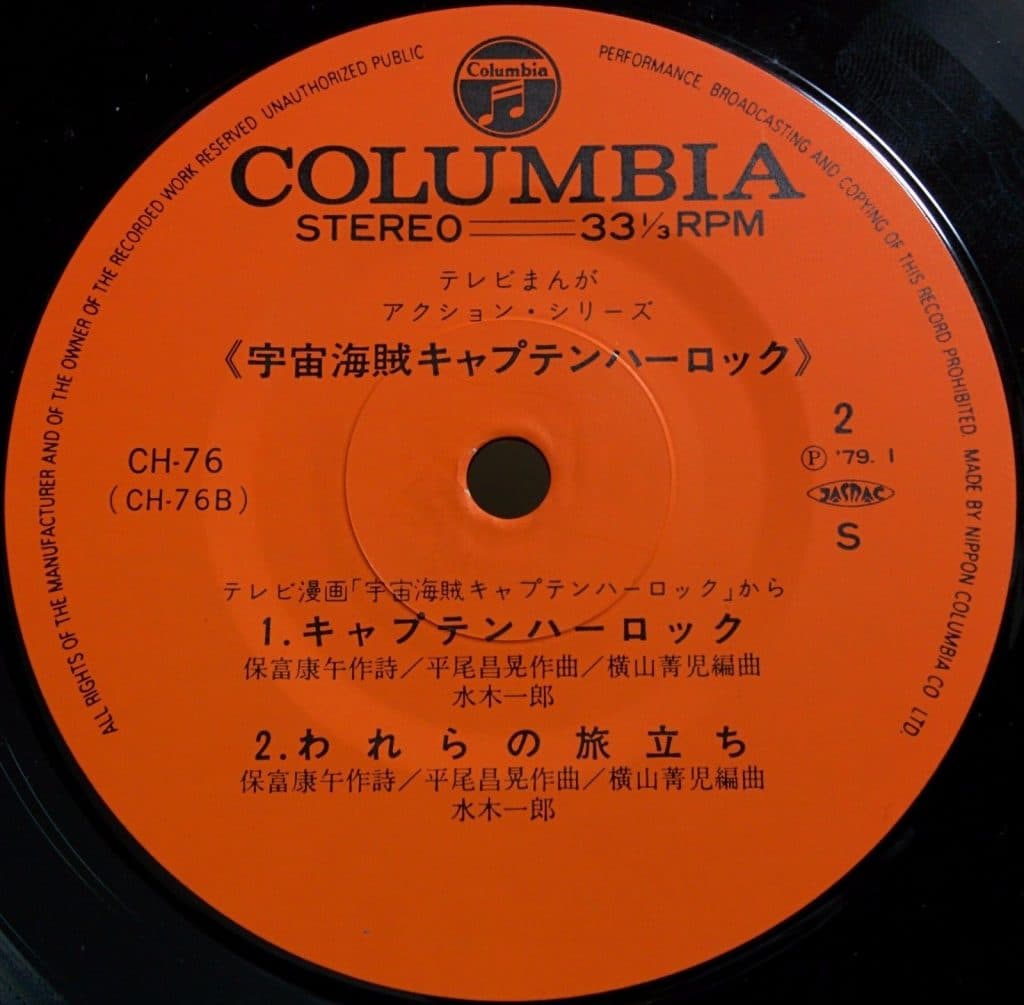 Columbia
COLUMBIA
STEREO 33 1/3 RPM
テレビまんが
アクション・シリーズ
《宇宙海賊キャプテンハーロック》
CH-76
(CH-76B)
2
Ⓟ '79. 1
JASRAC
S
テレビ漫画「宇宙海賊キャプテンハーロック」から
1.キャプテンハーロック
保富康午作詩/平尾昌晃作曲/横山菁児編曲
水木一郎
2.われらの旅立ち
保富康午作詩/平尾昌晃作曲/横山菁児編曲
水木一郎
ALL RIGHTS OF THE MANUFACTURER AND OF THE OWNER OF THE RECORDED WORK RESERVED UNAUTHORIZED PUBLIC PERFORMANCE. BROADCASTING AND COPYING OF THIS RECORD PROHIBITED. MADE BY NIPPON COLUMBIA CO LTD.